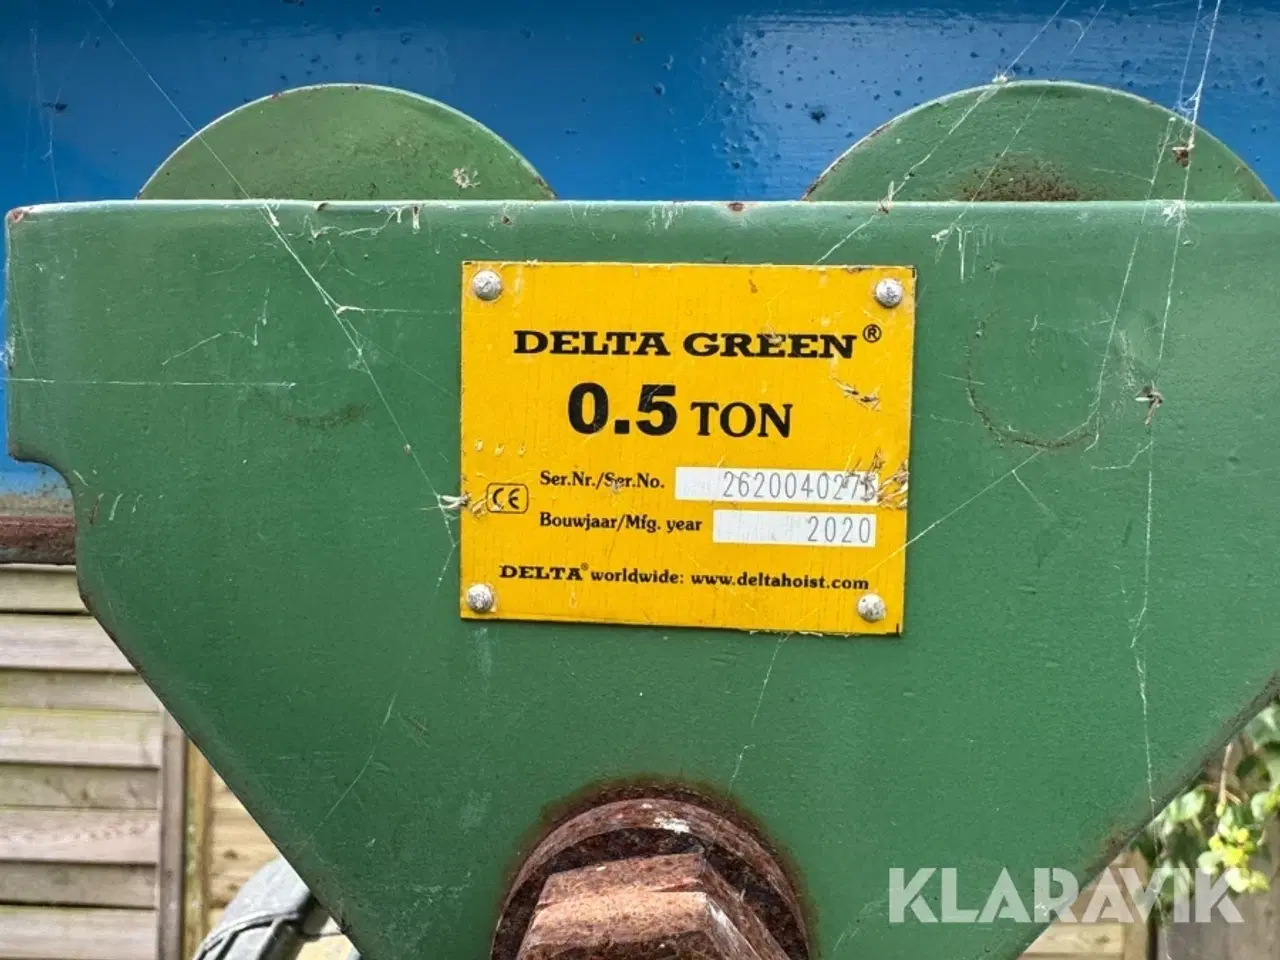 DELTA GREEN®
0.5 TON
Ser.Nr./Ser.No. 2620040275
CE
Bouwjaar/Mfg. year 2020
DELTA® worldwide: www.deltahoist.com
KLARAVIK